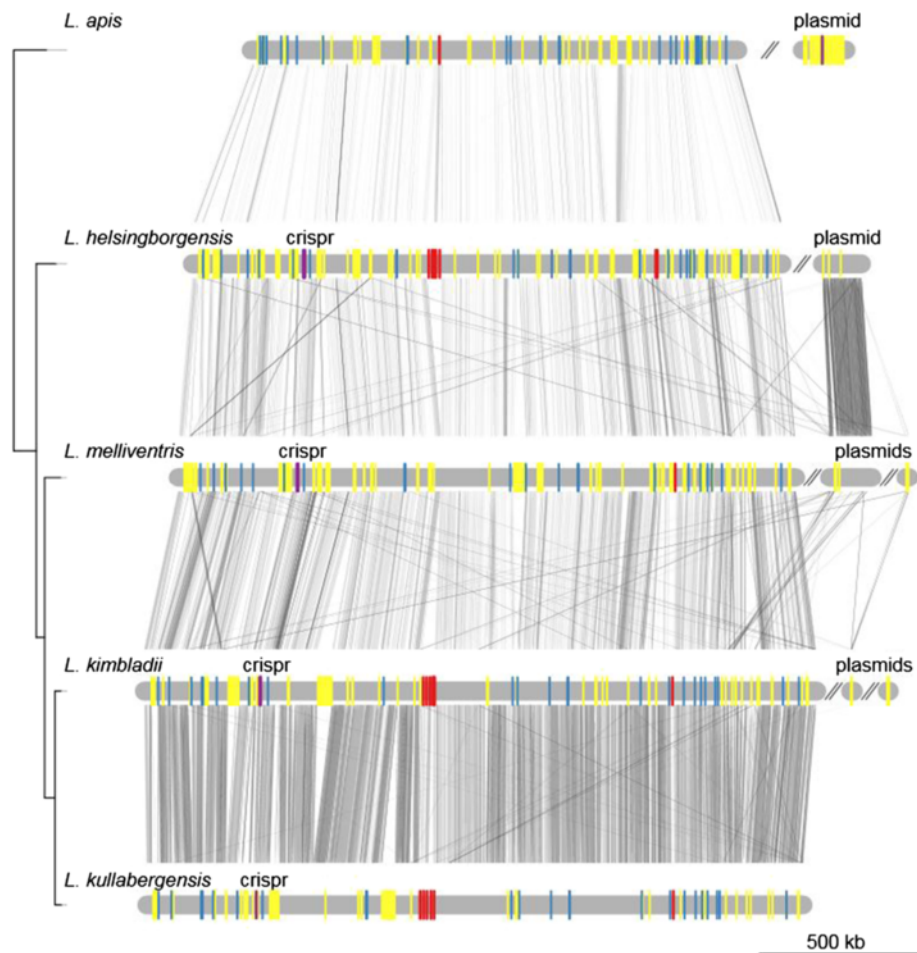 L. apis plasmid
L. helsingborgensis crispr plasmid
L. melliventris crispr plasmids
L. kimbladii crispr plasmids
L. kullabergensis crispr
500 kb